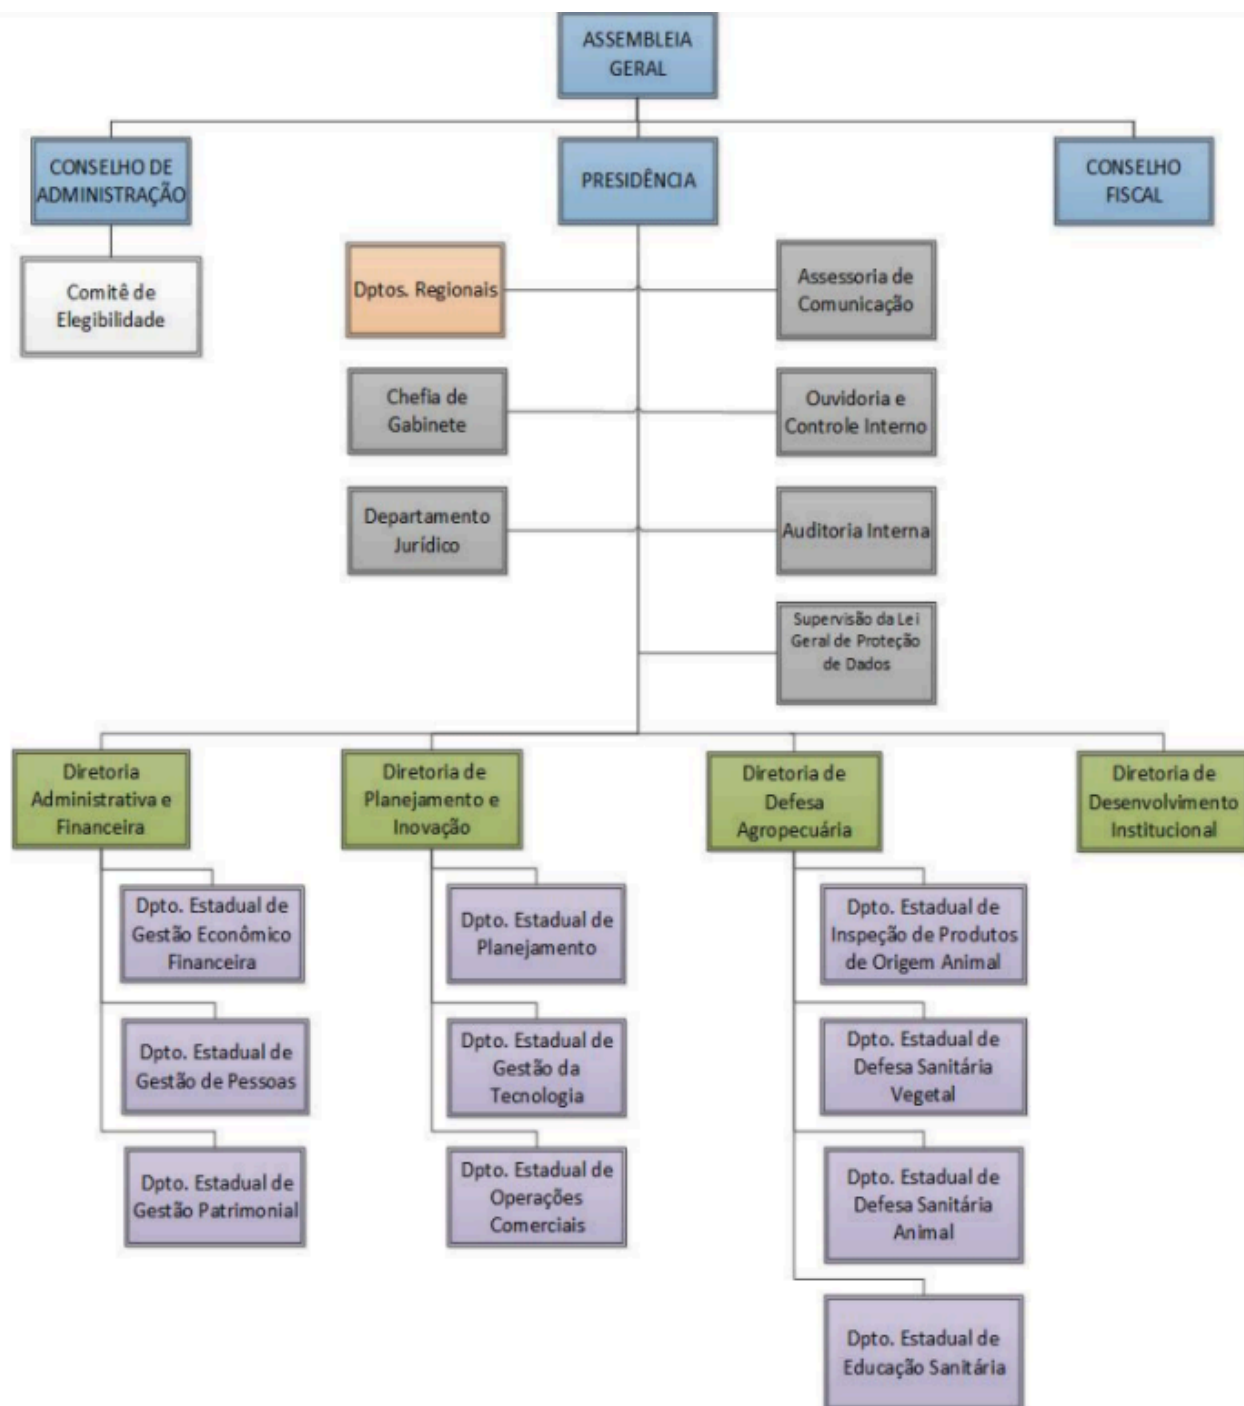 ASSEMBLEIA
GERAL
CONSELHO DE
ADMINISTRAÇÃO
PRESIDÊNCIA
CONSELHO
FISCAL
Comitê de
Elegibilidade
Dptos. Regionais
Assessoria de
Comunicação
Chefia de
Gabinete
Ouvidoria e
Controle Interno
Departamento
Jurídico
Auditoria Interna
Supervisão da Lei
Geral de Proteção
de Dados
Diretoria
Administrativa e
Financeira
Diretoria de
Planejamento e
Inovação
Diretoria de
Defesa
Agropecuária
Diretoria de
Desenvolvimento
Institucional
Dpto. Estadual de
Gestão Econômico
Financeira
Dpto. Estadual de
Planejamento
Dpto. Estadual de
Inspeção de Produtos
de Origem Animal
Dpto. Estadual de
Gestão de Pessoas
Dpto. Estadual de
Gestão da
Tecnologia
Dpto. Estadual de
Defesa Sanitária
Vegetal
Dpto. Estadual de
Gestão Patrimonial
Dpto. Estadual de
Operações
Comerciais
Dpto. Estadual de
Defesa Sanitária
Animal
Dpto. Estadual de
Educação Sanitária